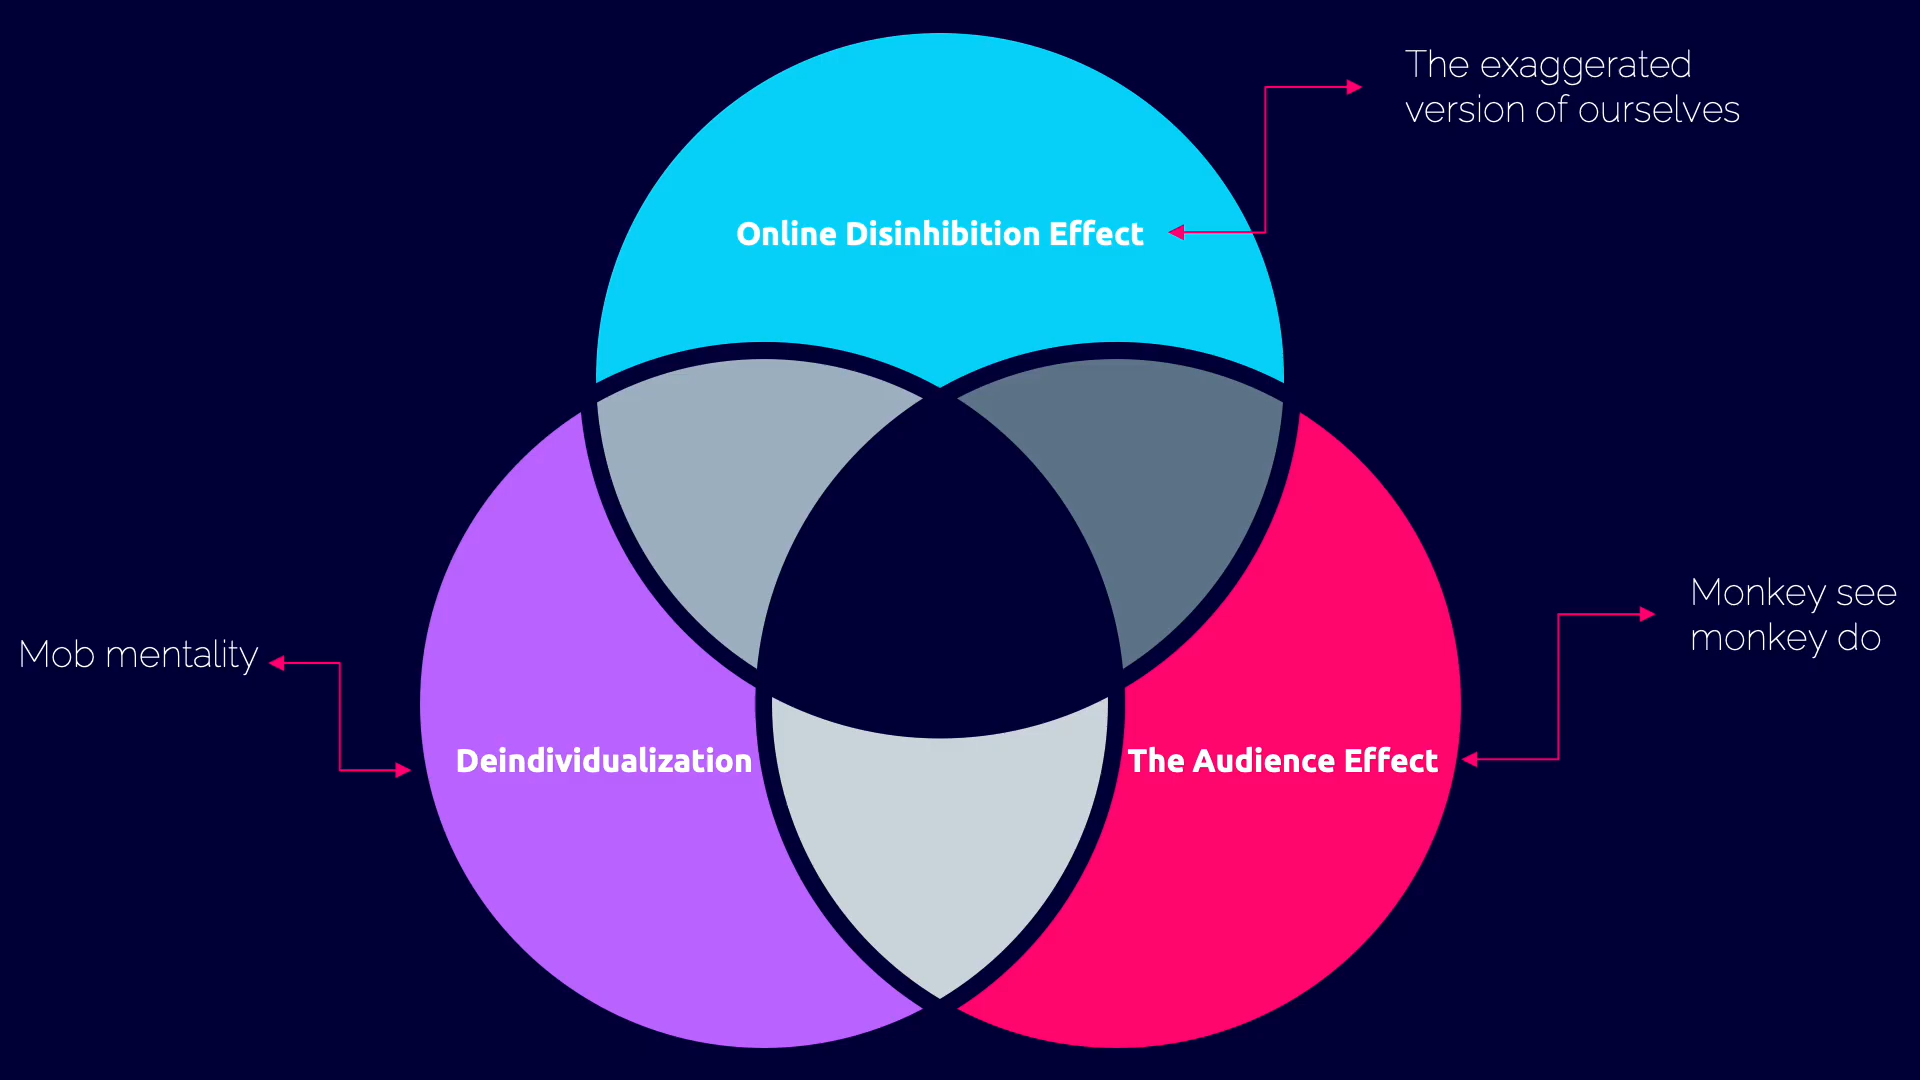 The exaggerated
version of ourselves
Online Disinhibition Effect
Monkey see
monkey do
Mob mentality
Deindividualization
The Audience Effect